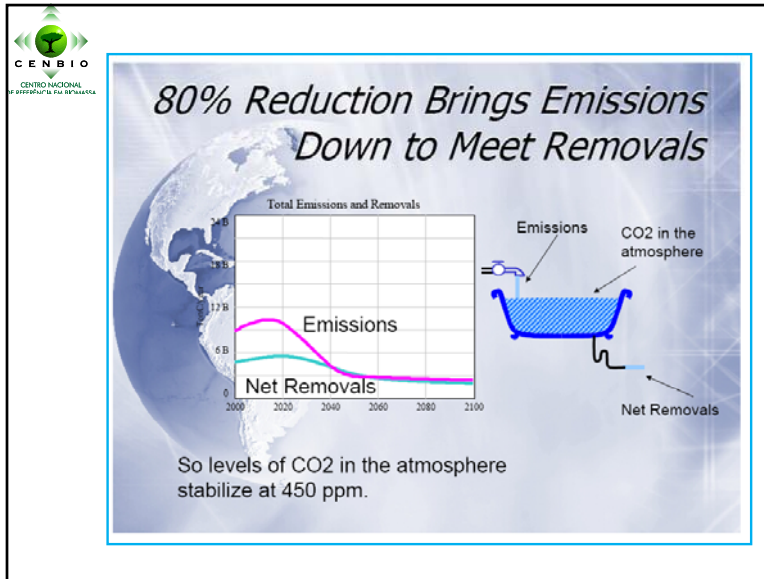 CENBIO
CENTRO NACIONAL
DE REFERÊNCIA EM BIOMASSA
80% Reduction Brings Emissions
Down to Meet Removals
Total Emissions and Removals
24 B
18 B
12 B
6 B
0
Emissions
Net Removals
2000 2020 2040 2060 2080 2100
Emissions
CO2 in the
atmosphere
Net Removals
So levels of CO2 in the atmosphere
stabilize at 450 ppm.